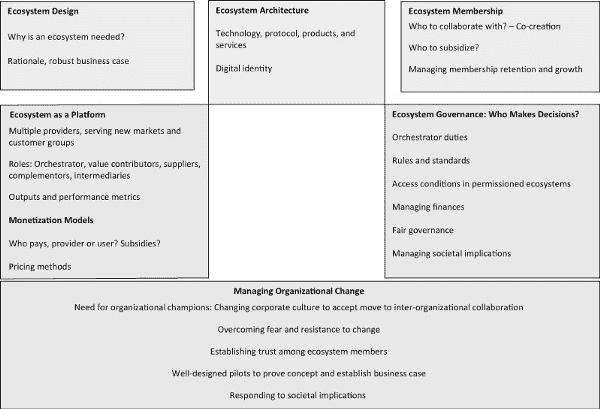 Ecosystem Design
Why is an ecosystem needed?
Rationale, robust business case
Ecosystem Architecture
Technology, protocol, products, and
services
Digital identity
Ecosystem Membership
Who to collaborate with? – Co-creation
Who to subsidize?
Managing membership retention and growth
Ecosystem as a Platform
Multiple providers, serving new markets and
customer groups
Roles: Orchestrator, value contributors, suppliers,
complementors, intermediaries
Outputs and performance metrics
Monetization Models
Who pays, provider or user? Subsidies?
Pricing methods
Ecosystem Governance: Who Makes Decisions?
Orchestrator duties
Rules and standards
Access conditions in permissioned ecosystems
Managing finances
Fair governance
Managing societal implications
Managing Organizational Change
Need for organizational champions: Changing corporate culture to accept move to inter-organizational collaboration
Overcoming fear and resistance to change
Establishing trust among ecosystem members
Well-designed pilots to prove concept and establish business case
Responding to societal implications